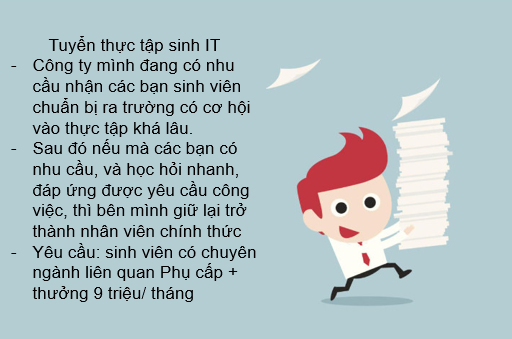 Tuyển thực tập sinh IT
- Công ty mình đang có nhu
cầu nhận các bạn sinh viên
chuẩn bị ra trường có cơ hội
vào thực tập khá lâu.
- Sau đó nếu mà các bạn có
nhu cầu, và học hỏi nhanh,
đáp ứng được yêu cầu công
việc, thì bên mình giữ lại trở
thành nhân viên chính thức
- Yêu cầu: sinh viên có chuyên
ngành liên quan Phụ cấp +
thưởng 9 triệu/ tháng